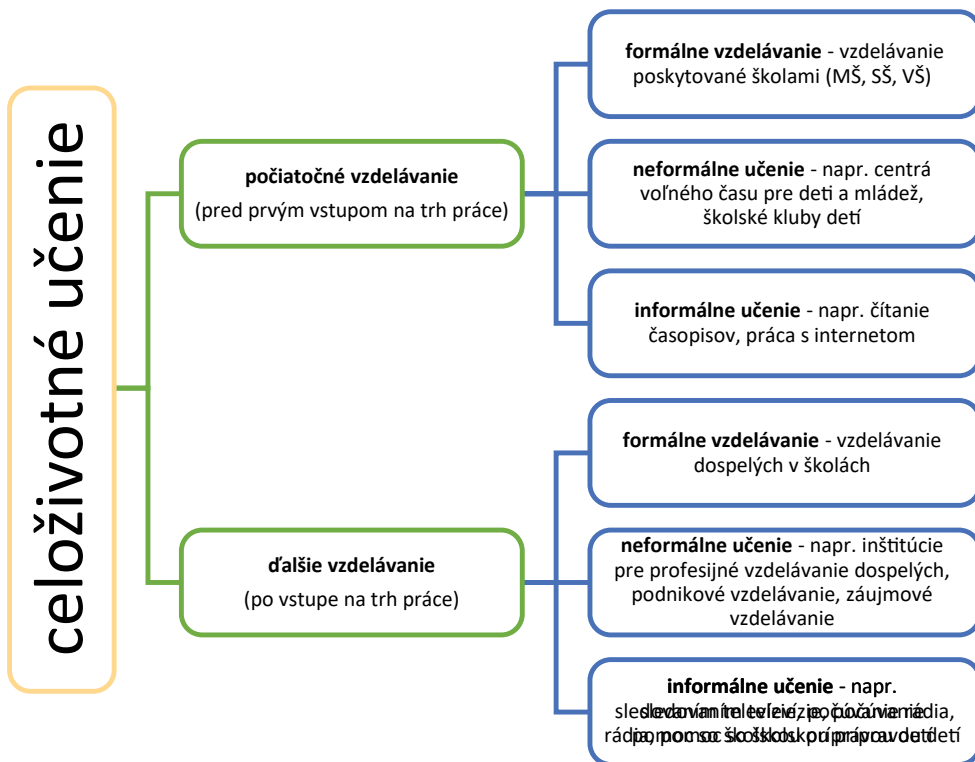 celoživotné učenie
počiatočné vzdelávanie
(pred prvým vstupom na trh práce)
formálne vzdelávanie - vzdelávanie
poskytované školami (MŠ, SŠ, VŠ)
neformálne učenie - napr. centrá
voľného času pre deti a mládež,
školské kluby detí
informálne učenie - napr. čítanie
časopisov, práca s internetom
ďalšie vzdelávanie
(po vstupe na trh práce)
formálne vzdelávanie - vzdelávanie
dospelých v školách
neformálne učenie - napr. inštitúcie
pre profesijné vzdelávanie dospelých,
podnikové vzdelávanie, záujmové
vzdelávanie
informálne učenie - napr.